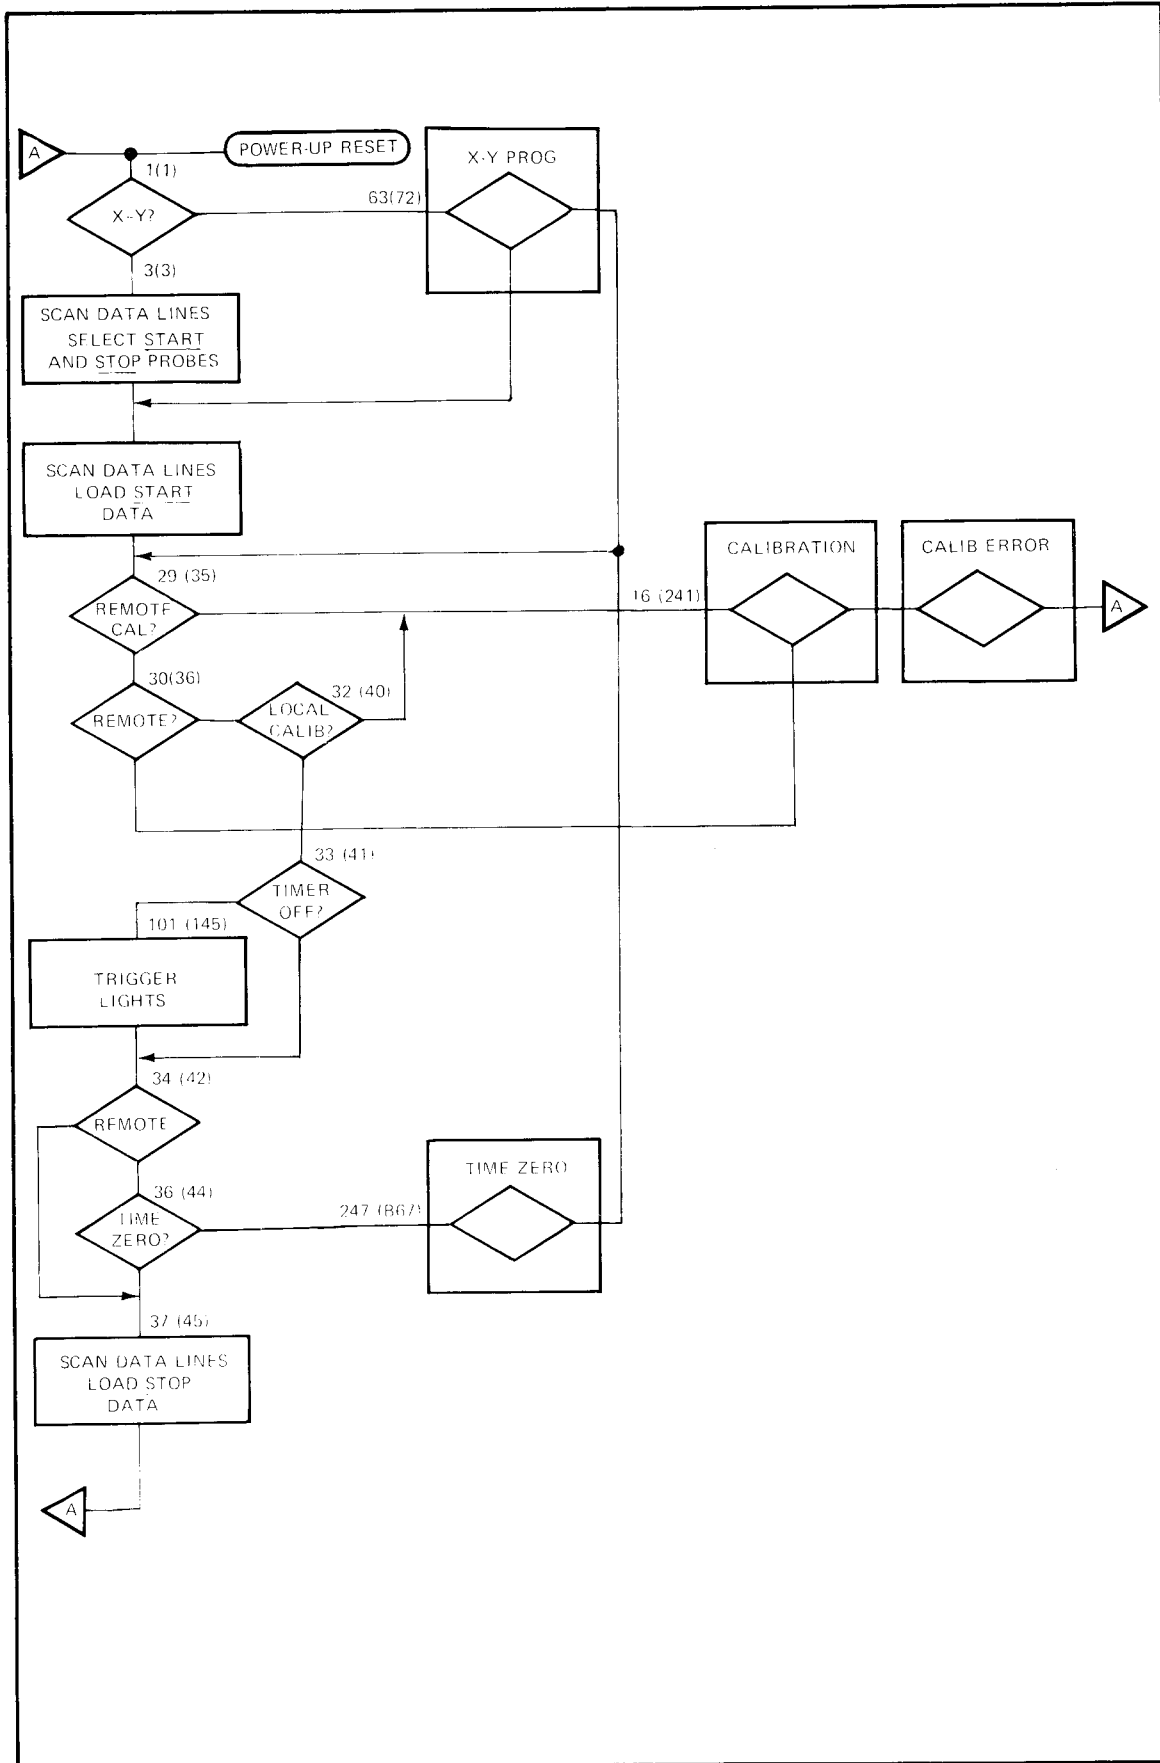 A
POWER-UP RESET
1(1)
X-Y?
63(72)
X-Y PROG
3(3)
SCAN DATA LINES
SELECT START
AND STOP PROBES
SCAN DATA LINES
LOAD START
DATA
29 (35)
REMOTE
CAL?
16 (241)
CALIBRATION
CALIB ERROR
A
30(36)
REMOTE?
32 (40)
LOCAL
CALIB?
33 (41)
TIMER
OFF?
101 (145)
TRIGGER
LIGHTS
34 (42)
REMOTE
36 (44)
TIME
ZERO?
247
TIME ZERO
37 (45)
SCAN DATA LINES
LOAD STOP
DATA
A